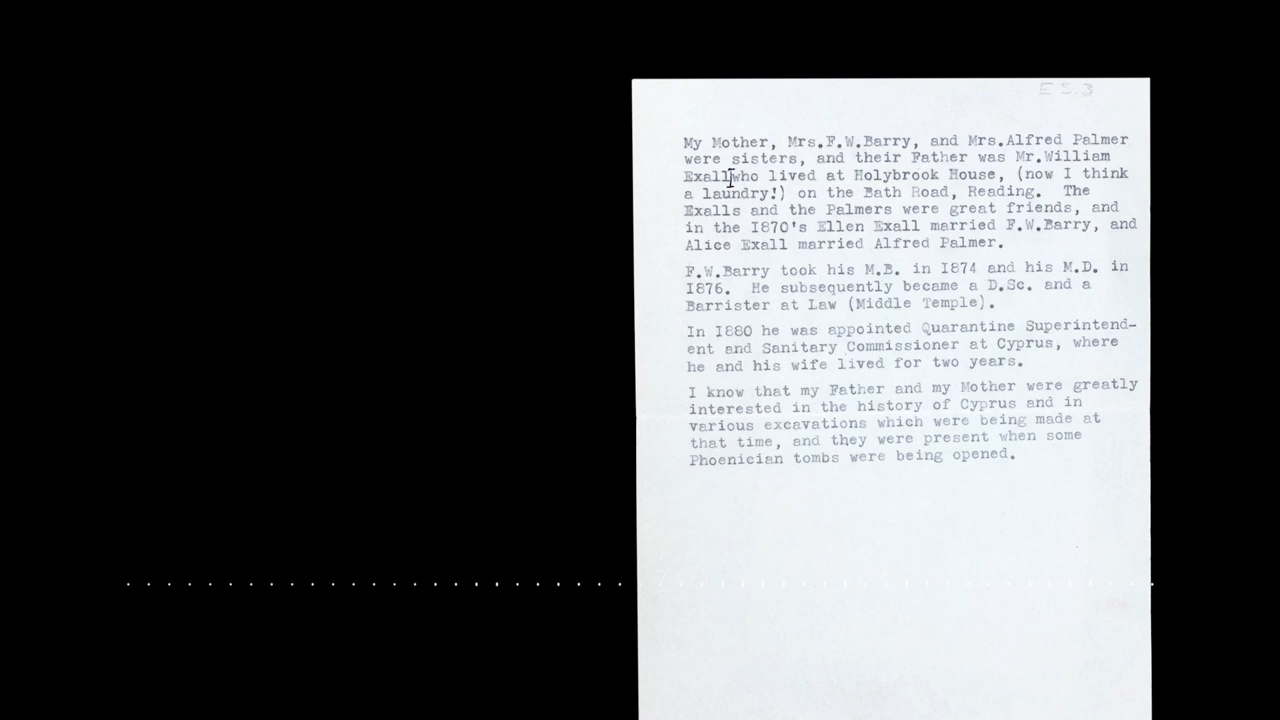 E 5.3
My Mother, Mrs.F.W.Barry, and Mrs.Alfred Palmer
were sisters, and their Father was Mr.William
Exall who lived at Holybrook House, (now I think
a laundry!) on the Bath Road, Reading. The
Exalls and the Palmers were great friends, and
in the I870's Ellen Exall married F.W.Barry, and
Alice Exall married Alfred Palmer.
F.W.Barry took his M.B. in I874 and his M.D. in
I876. He subsequently became a D.Sc. and a
Barrister at Law (Middle Temple).
In I880 he was appointed Quarantine Superintend-
ent and Sanitary Commissioner at Cyprus, where
he and his wife lived for two years.
I know that my Father and my Mother were greatly
interested in the history of Cyprus and in
various excavations which were being made at
that time, and they were present when some
Phoenician tombs were being opened.